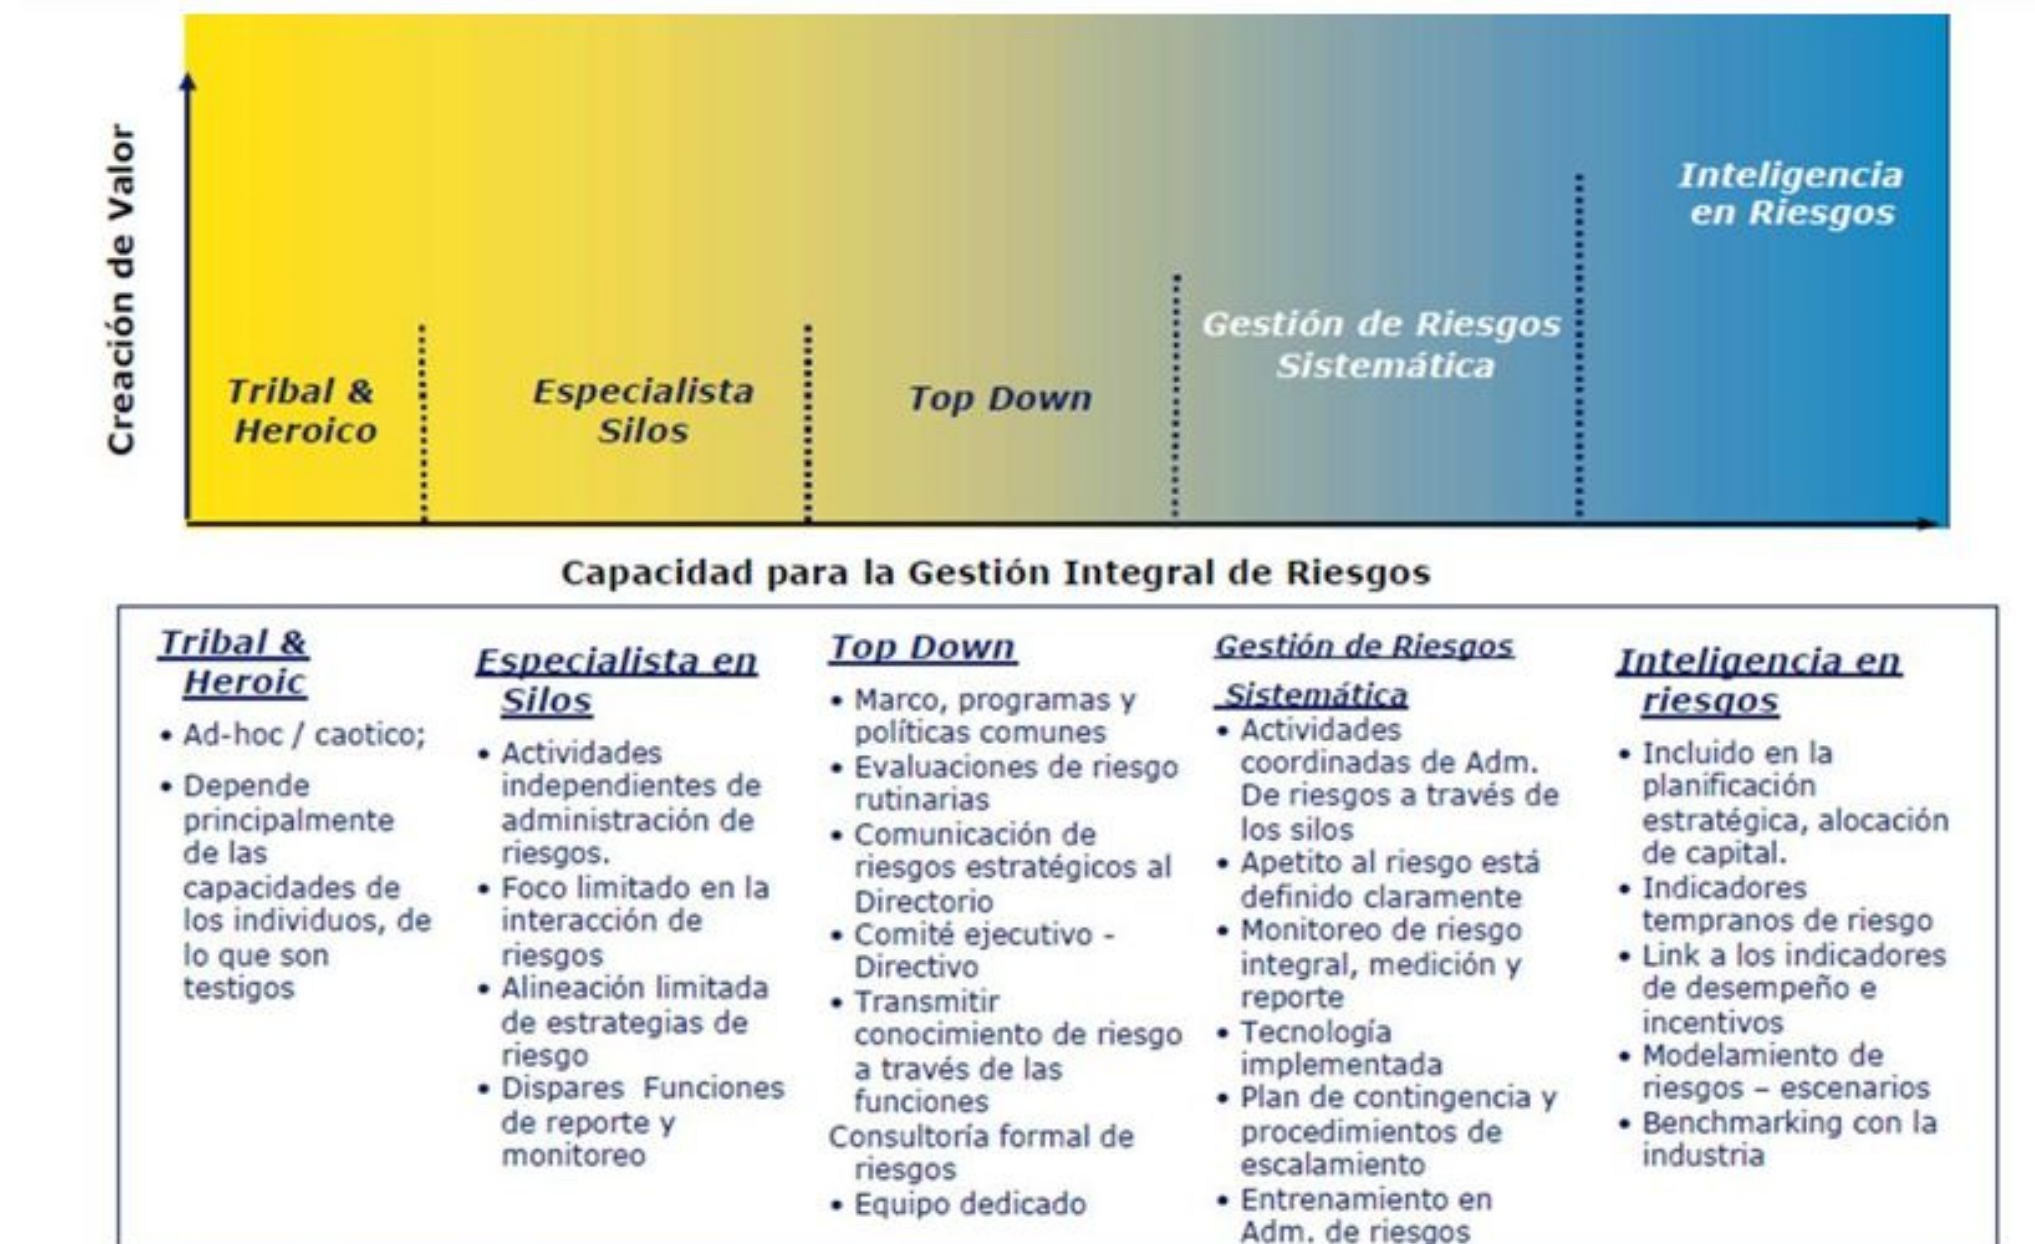 Creación de Valor
Inteligencia
en Riesgos
Gestión de Riesgos
Sistemática
Tribal &
Heroico
Especialista
Silos
Top Down
Capacidad para la Gestión Integral de Riesgos
Tribal &
Heroic
• Ad-hoc / caotico;
• Depende
principalmente
de las
capacidades de
los individuos, de
lo que son
testigos
Especialista en
Silos
• Actividades
independientes de
administración de
riesgos.
• Foco limitado en la
interacción de
riesgos
• Alineación limitada
de estrategias de
riesgo
• Dispares Funciones
de reporte y
monitoreo
Top Down
• Marco, programas y
políticas comunes
• Evaluaciones de riesgo
rutinarias
• Comunicación de
riesgos estratégicos al
Directorio
• Comité ejecutivo -
Directivo
• Transmitir
conocimiento de riesgo
a través de las
funciones
Consultoría formal de
riesgos
• Equipo dedicado
Gestión de Riesgos
Sistemática
• Actividades
coordinadas de Adm.
De riesgos a través de
los silos
• Apetito al riesgo está
definido claramente
• Monitoreo de riesgo
integral, medición y
reporte
• Tecnología
implementada
• Plan de contingencia y
procedimientos de
escalamiento
• Entrenamiento en
Adm. de riesgos
Inteligencia en
riesgos
• Incluido en la
planificación
estratégica, alocación
de capital.
• Indicadores
tempranos de riesgo
• Link a los indicadores
de desempeño e
incentivos
• Modelamiento de
riesgos – escenarios
• Benchmarking con la
industria